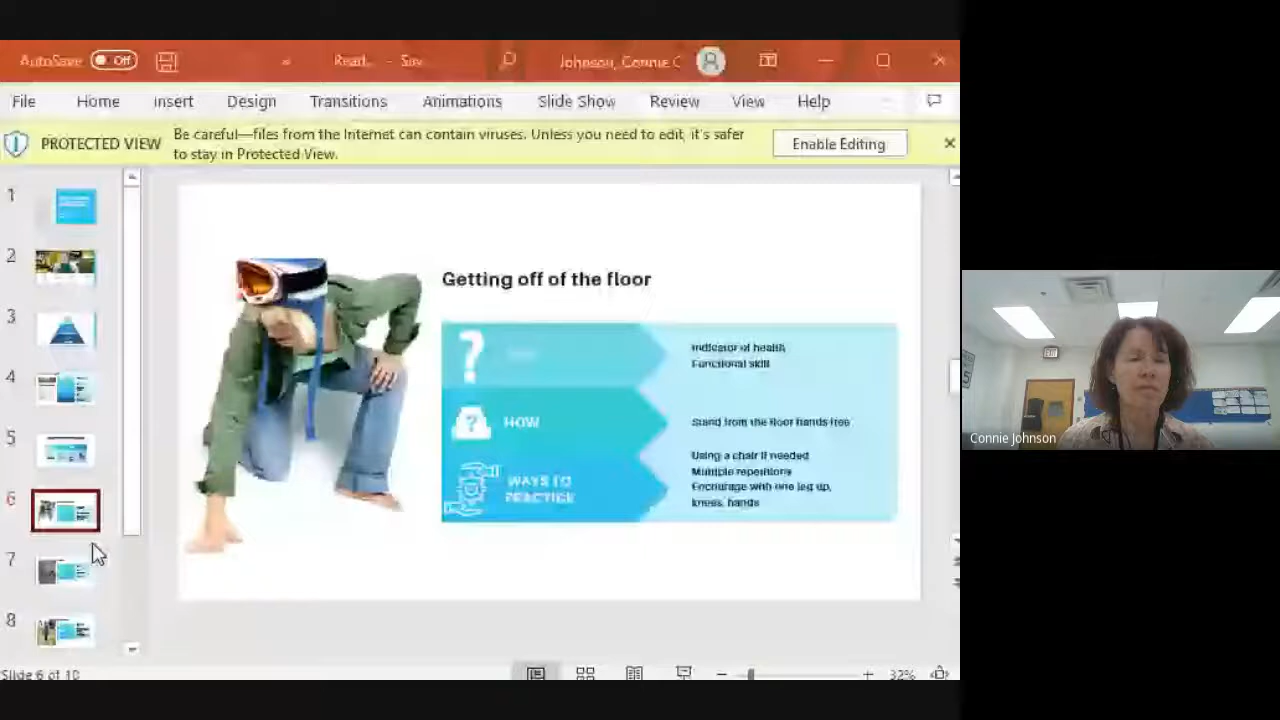 AutoSave Off Read... - Sav... Johnson, Connie C
File Home Insert Design Transitions Animations Slide Show Review View Help
PROTECTED VIEW
Be careful—files from the Internet can contain viruses. Unless you need to edit, it's safer
to stay in Protected View.
Enable Editing
1
2
3
4
5
6
7
8
Getting off of the floor
?
Indicator of health
Functional skill
?
HOW
Stand from the floor hands free
WAYS TO
PRACTICE
Using a chair if needed
Multiple repetitions
Encourage with one leg up,
knees, hands
Slide 6 of 10
32%
Connie Johnson
EXIT